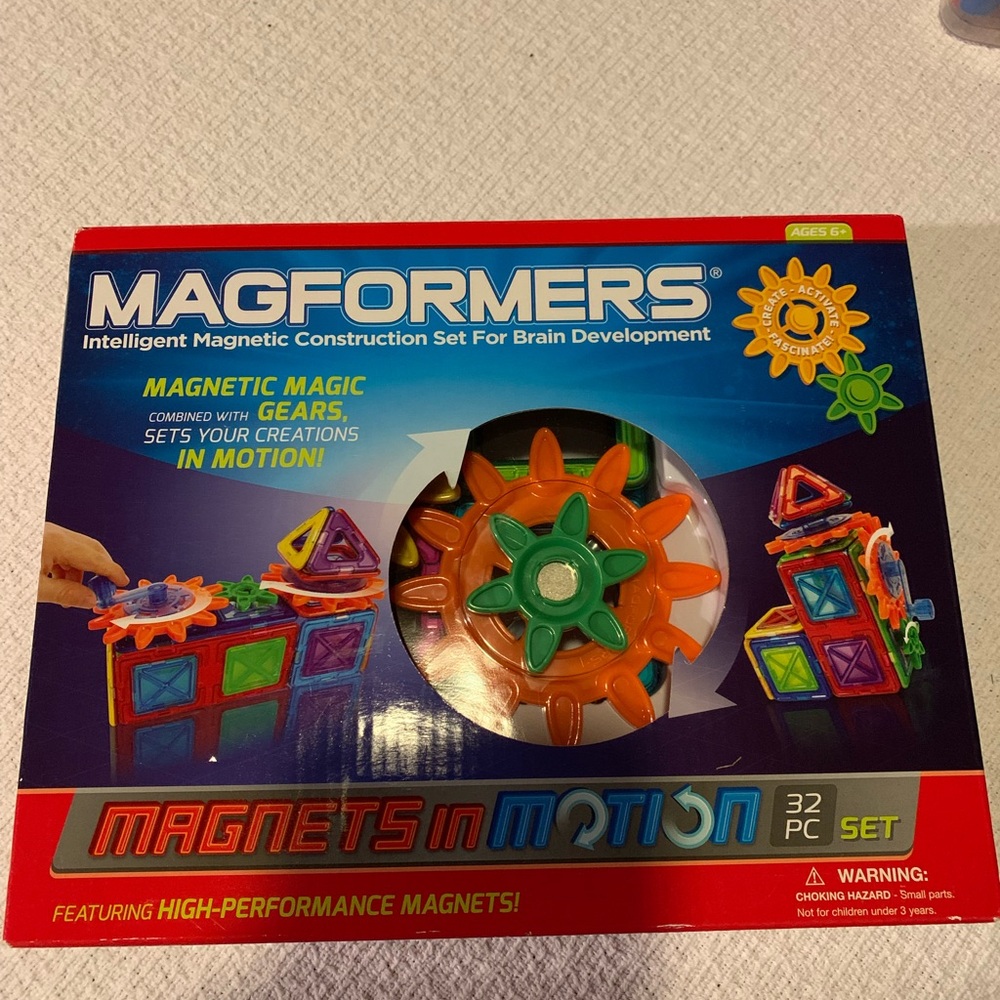 AGES 6+
MAGFORMERS®
Intelligent Magnetic Construction Set For Brain Development
CREATE - ACTIVATE - FASCINATE! -
MAGNETIC MAGIC
COMBINED WITH GEARS,
SETS YOUR CREATIONS
IN MOTION!
MAGNETS in MOTION
32
PC SET
WARNING:
CHOKING HAZARD - Small parts.
Not for children under 3 years.
FEATURING HIGH-PERFORMANCE MAGNETS!